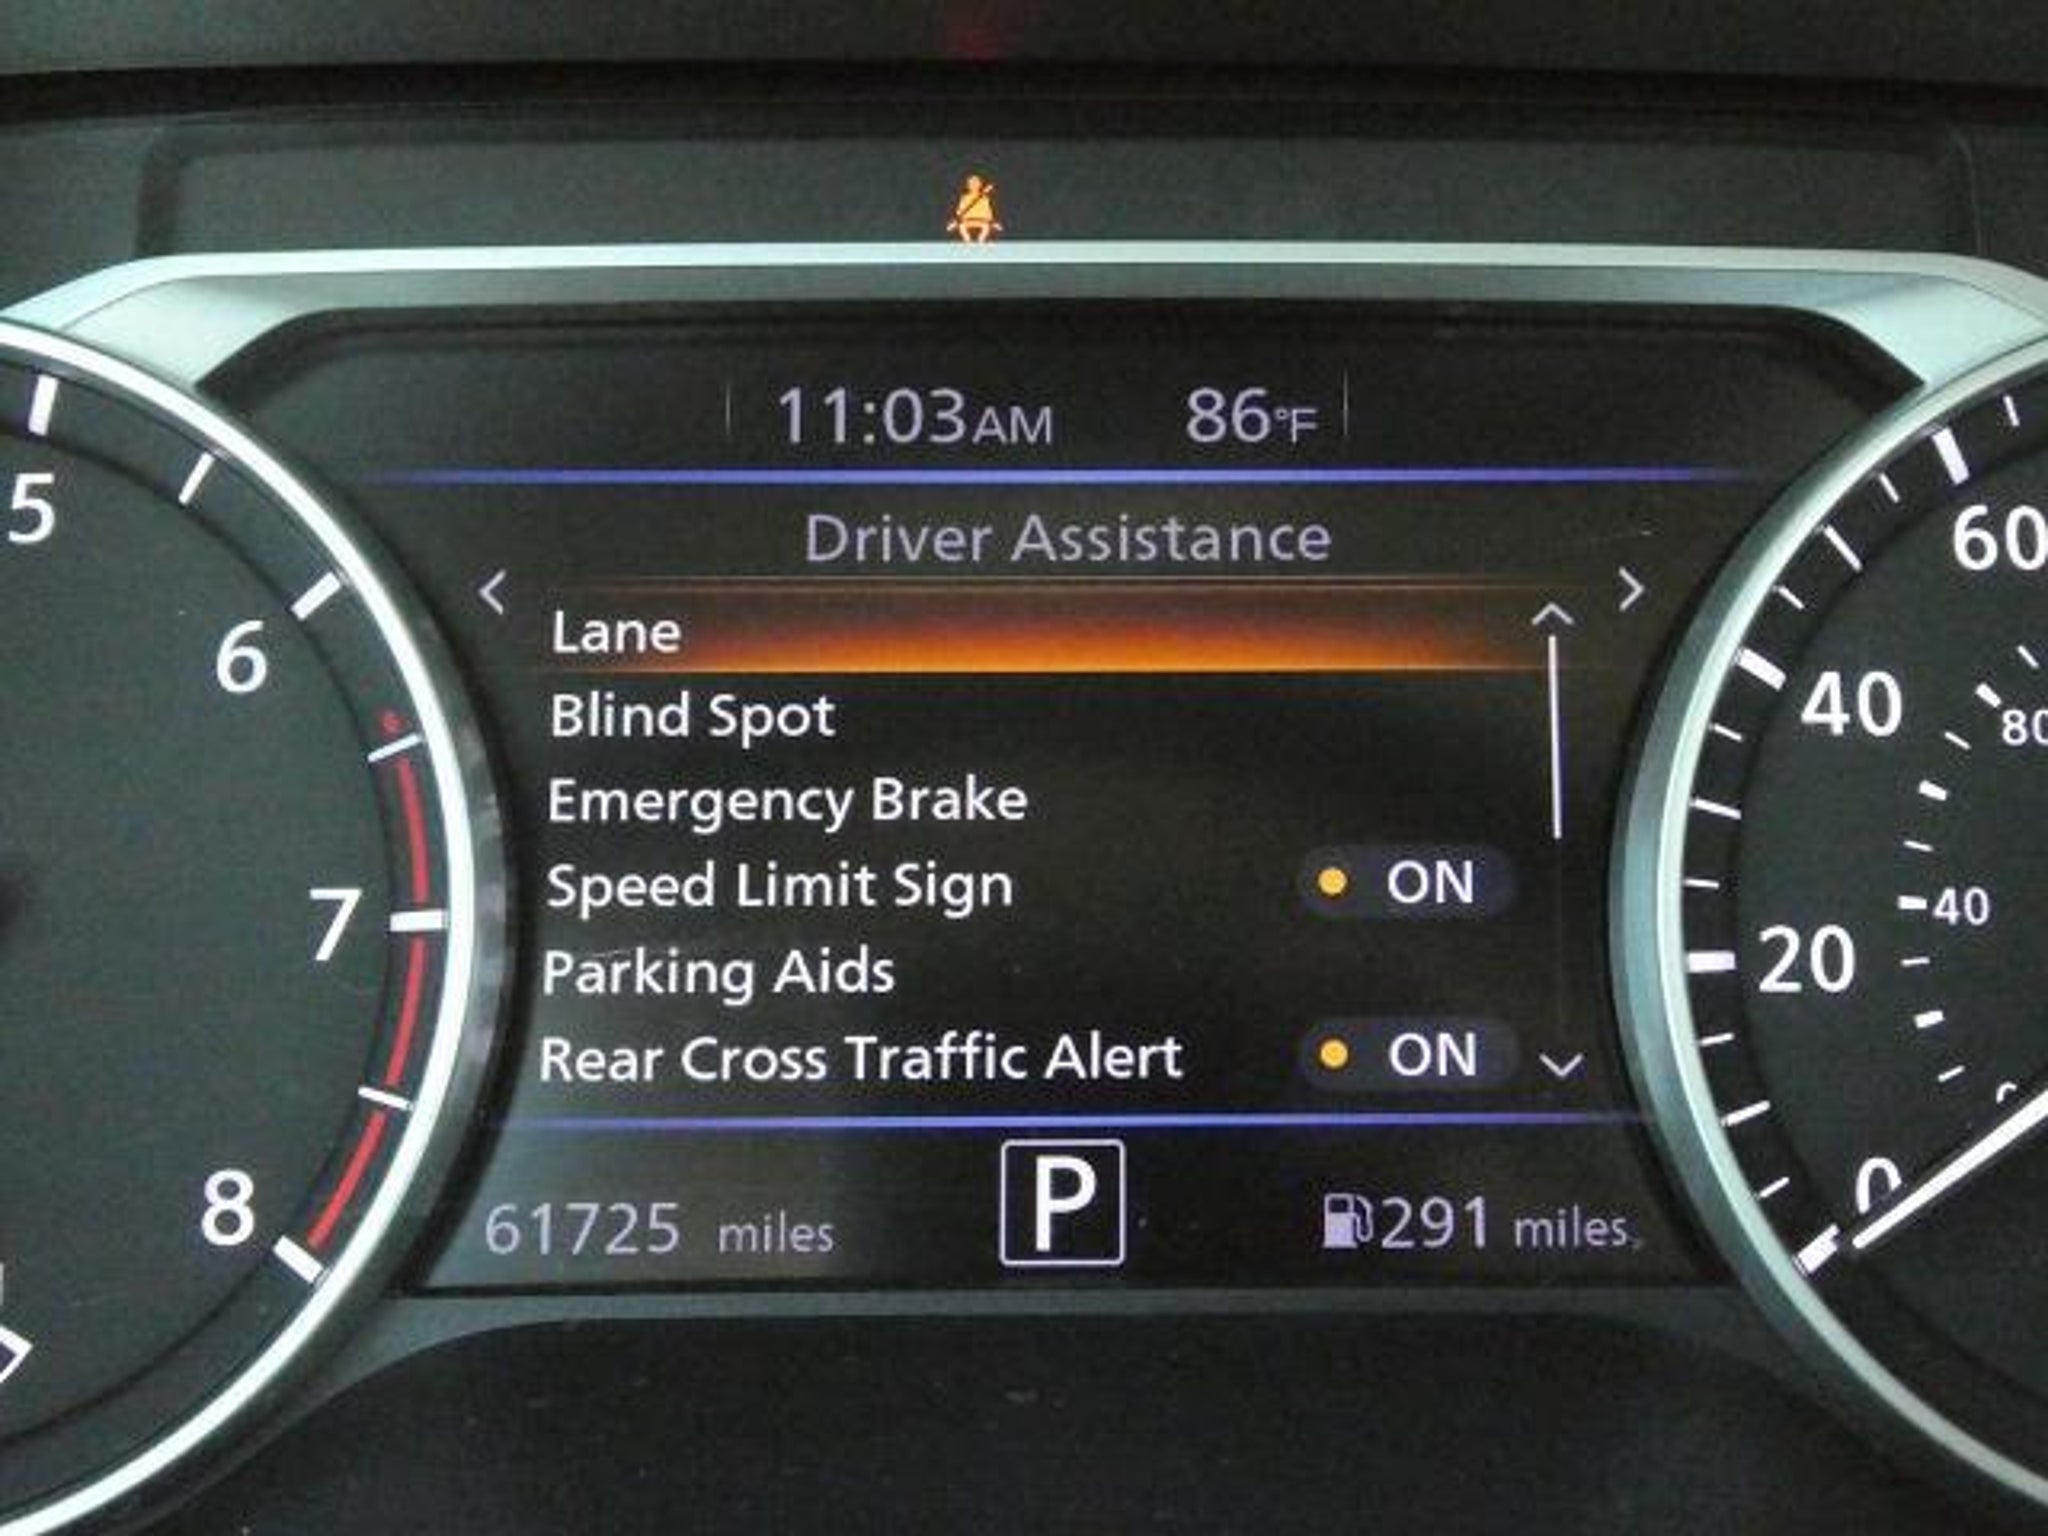 11:03AM 86°F
Driver Assistance
<
>
Lane
Blind Spot
Emergency Brake
Speed Limit Sign ON
Parking Aids
Rear Cross Traffic Alert ON
61725 miles P 291 miles
5
6
7
8
60
40
20
0
80
40